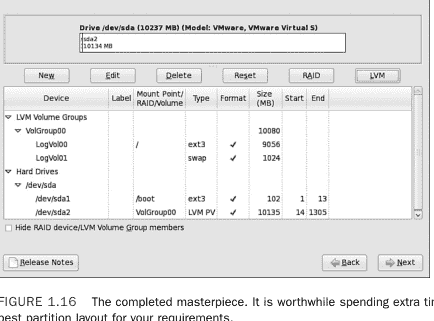 Drive /dev/sda (10237 MB) (Model: VMware, VMware Virtual S)
sda2
10134 MB
New Edit Delete Reset RAID LVM
Device Label Mount Point/ RAID/Volume Type Format Size (MB) Start End
LVM Volume Groups
VolGroup00 10080
LogVol00 / ext3 ✓ 9056
LogVol01 swap ✓ 1024
Hard Drives
/dev/sda
/dev/sda1 /boot ext3 ✓ 102 1 13
/dev/sda2 VolGroup00 LVM PV ✓ 10135 14 1305
Hide RAID device/LVM Volume Group members
Release Notes Back Next
FIGURE 1.16 The completed masterpiece. It is worthwhile spending extra tim
best partition layout for your requirements.